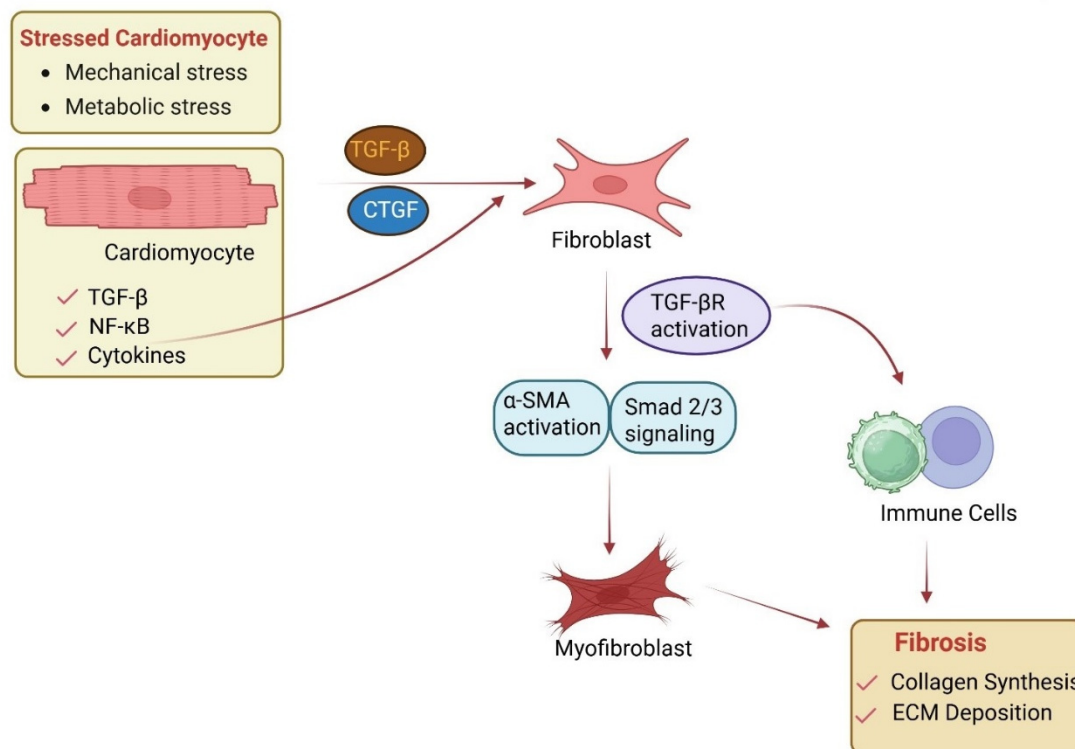 Stressed Cardiomyocyte
• Mechanical stress
• Metabolic stress
Cardiomyocyte
TGF-β
NF-κB
Cytokines
TGF-β
CTGF
Fibroblast
TGF-βR
activation
α-SMA
activation
Smad 2/3
signaling
Immune Cells
Myofibroblast
Fibrosis
Collagen Synthesis
ECM Deposition